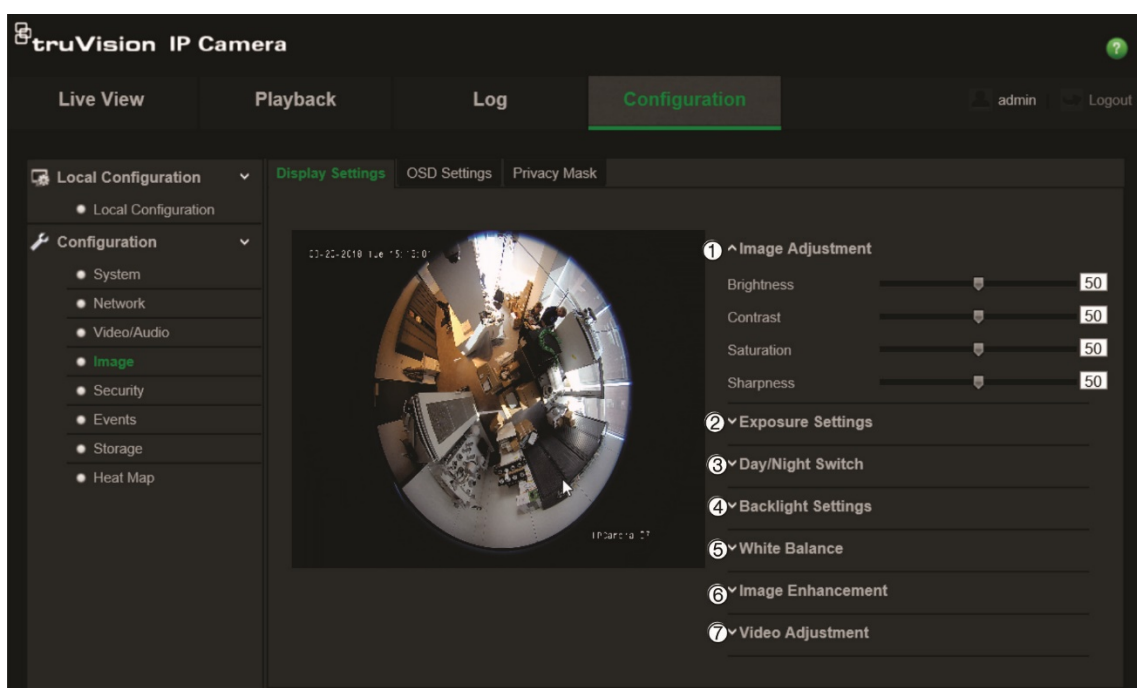 truVision IP Camera
?
Live View Playback Log Configuration admin Logout
Local Configuration
Local Configuration
Configuration
System
Network
Video/Audio
Image
Security
Events
Storage
Heat Map
Display Settings OSD Settings Privacy Mask
1 Image Adjustment
Brightness 50
Contrast 50
Saturation 50
Sharpness 50
2 Exposure Settings
3 Day/Night Switch
4 Backlight Settings
5 White Balance
6 Image Enhancement
7 Video Adjustment